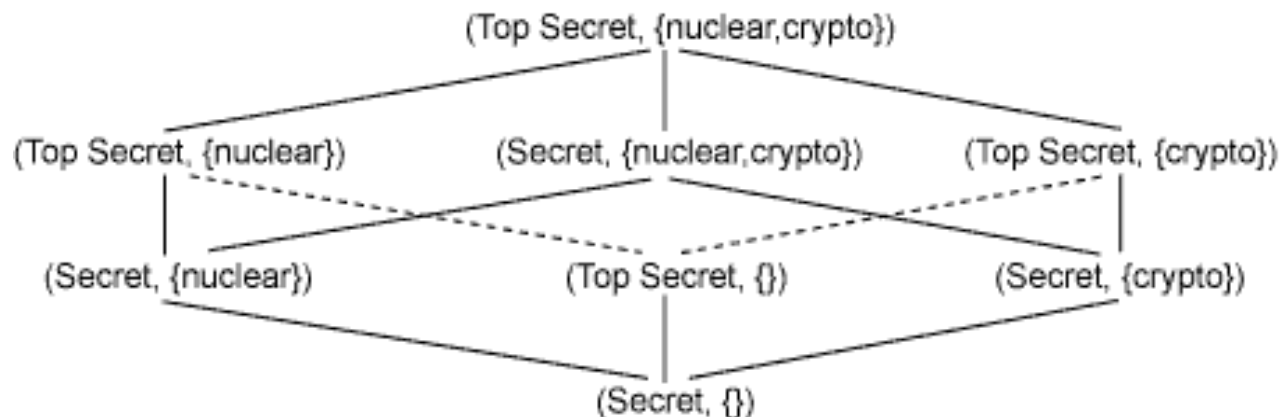 (Top Secret, {nuclear,crypto})
(Top Secret, {nuclear}) (Secret, {nuclear,crypto}) (Top Secret, {crypto})
(Secret, {nuclear}) (Top Secret, {}) (Secret, {crypto})
(Secret, {})